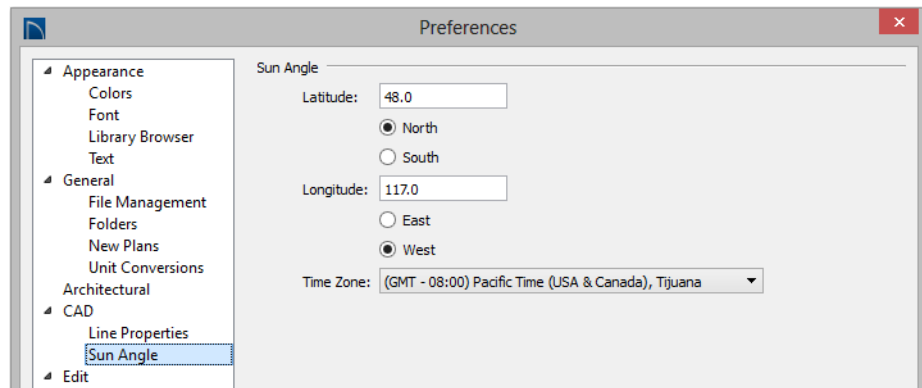 Preferences
Appearance
Colors
Font
Library Browser
Text
General
File Management
Folders
New Plans
Unit Conversions
Architectural
CAD
Line Properties
Sun Angle
Edit
Sun Angle
Latitude: 48.0
North
South
Longitude: 117.0
East
West
Time Zone: (GMT - 08:00) Pacific Time (USA & Canada), Tijuana